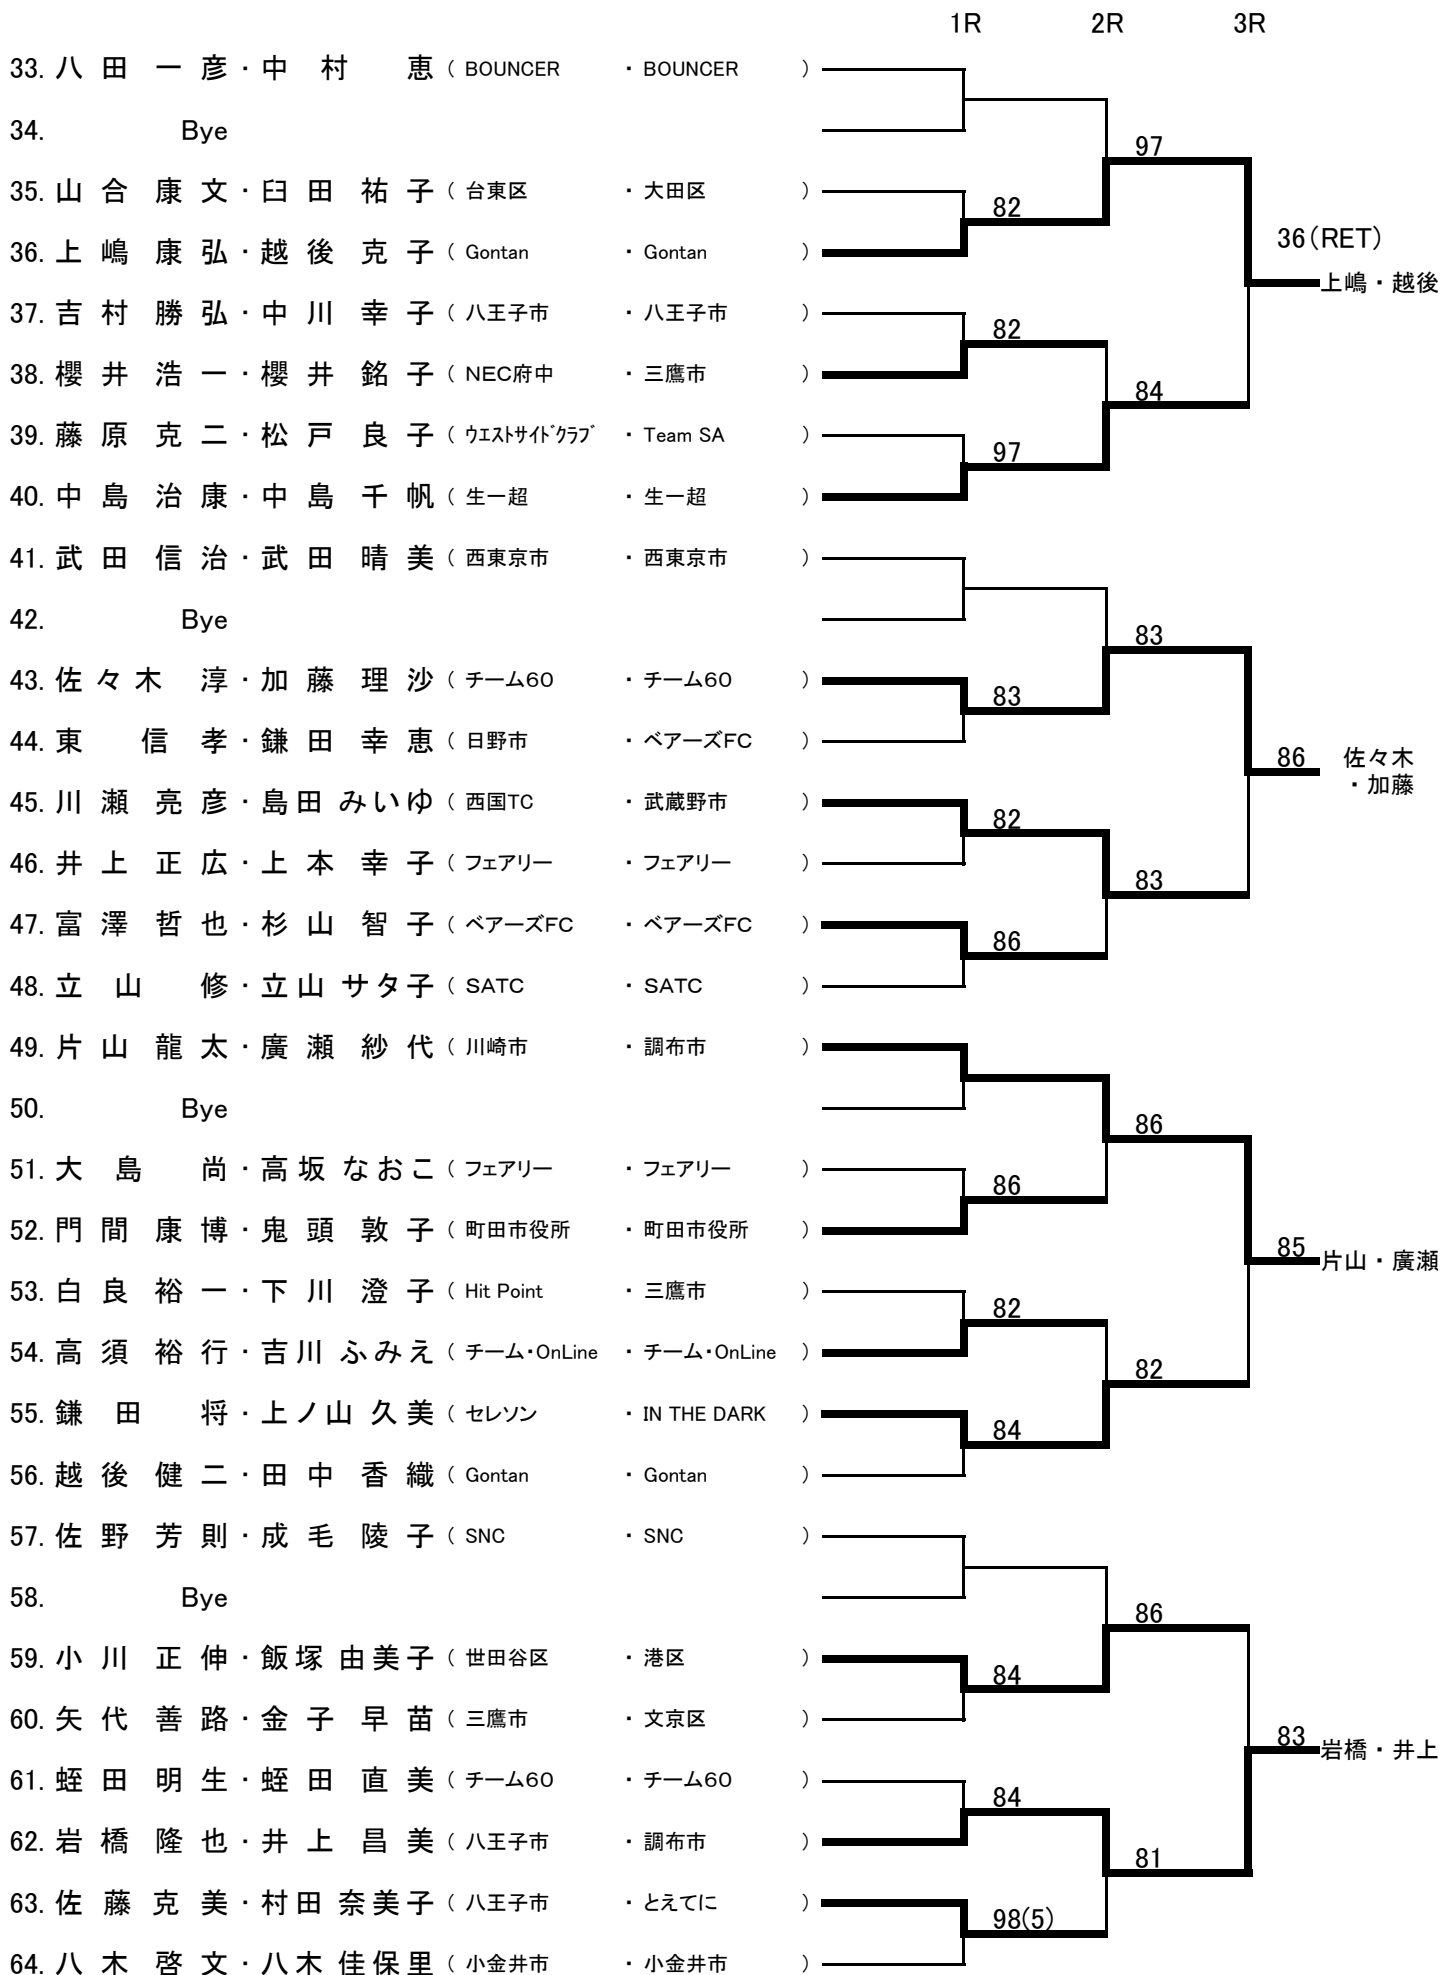 1R 2R 3R
33. 八田 一彦・中村 恵 ( BOUNCER ・ BOUNCER )
34. Bye
97
35. 山合 康文・臼田 祐子 ( 台東区 ・ 大田区 )
82
36. 上嶋 康弘・越後 克子 ( Gontan ・ Gontan )
36(RET)
上嶋・越後
37. 吉村 勝弘・中川 幸子 ( 八王子市 ・ 八王子市 )
82
38. 櫻井 浩一・櫻井 銘子 ( NEC府中 ・ 三鷹市 )
84
39. 藤原 克二・松戸 良子 ( ウエストサイドクラブ ・ Team SA )
97
40. 中島 治康・中島 千帆 ( 生一超 ・ 生一超 )
41. 武田 信治・武田 晴美 ( 西東京市 ・ 西東京市 )
42. Bye
83
43. 佐々木 淳・加藤 理沙 ( チーム60 ・ チーム60 )
83
44. 東 信孝・鎌田 幸恵 ( 日野市 ・ ベアーズFC )
86 佐々木
・加藤
45. 川瀬 亮彦・島田 みいゆ ( 西国TC ・ 武蔵野市 )
82
46. 井上 正広・上本 幸子 ( フェアリー ・ フェアリー )
83
47. 富澤 哲也・杉山 智子 ( ベアーズFC ・ ベアーズFC )
86
48. 立山 修・立山 サタ子 ( SATC ・ SATC )
49. 片山 龍太・廣瀬 紗代 ( 川崎市 ・ 調布市 )
50. Bye
86
51. 大島 尚・高坂 なおこ ( フェアリー ・ フェアリー )
86
52. 門間 康博・鬼頭 敦子 ( 町田市役所 ・ 町田市役所 )
85 片山・廣瀬
53. 白良 裕一・下川 澄子 ( Hit Point ・ 三鷹市 )
82
54. 高須 裕行・吉川 ふみえ ( チーム・OnLine ・ チーム・OnLine )
82
55. 鎌田 将・上ノ山 久美 ( セレソン ・ IN THE DARK )
84
56. 越後 健二・田中 香織 ( Gontan ・ Gontan )
57. 佐野 芳則・成毛 陵子 ( SNC ・ SNC )
58. Bye
86
59. 小川 正伸・飯塚 由美子 ( 世田谷区 ・ 港区 )
84
60. 矢代 善路・金子 早苗 ( 三鷹市 ・ 文京区 )
83 岩橋・井上
61. 蛭田 明生・蛭田 直美 ( チーム60 ・ チーム60 )
84
62. 岩橋 隆也・井上 昌美 ( 八王子市 ・ 調布市 )
81
63. 佐藤 克美・村田 奈美子 ( 八王子市 ・ とえてに )
98(5)
64. 八木 啓文・八木 佳保里 ( 小金井市 ・ 小金井市 )